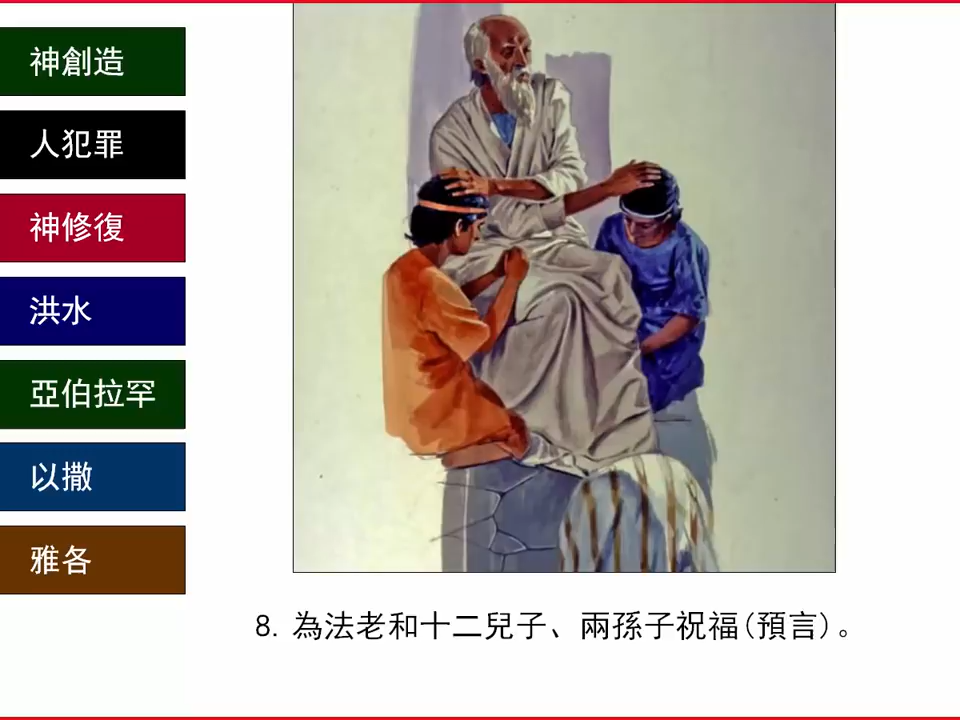 神創造
人犯罪
神修復
洪水
亞伯拉罕
以撒
雅各
8. 為法老和十二兒子、兩孫子祝福(預言)。